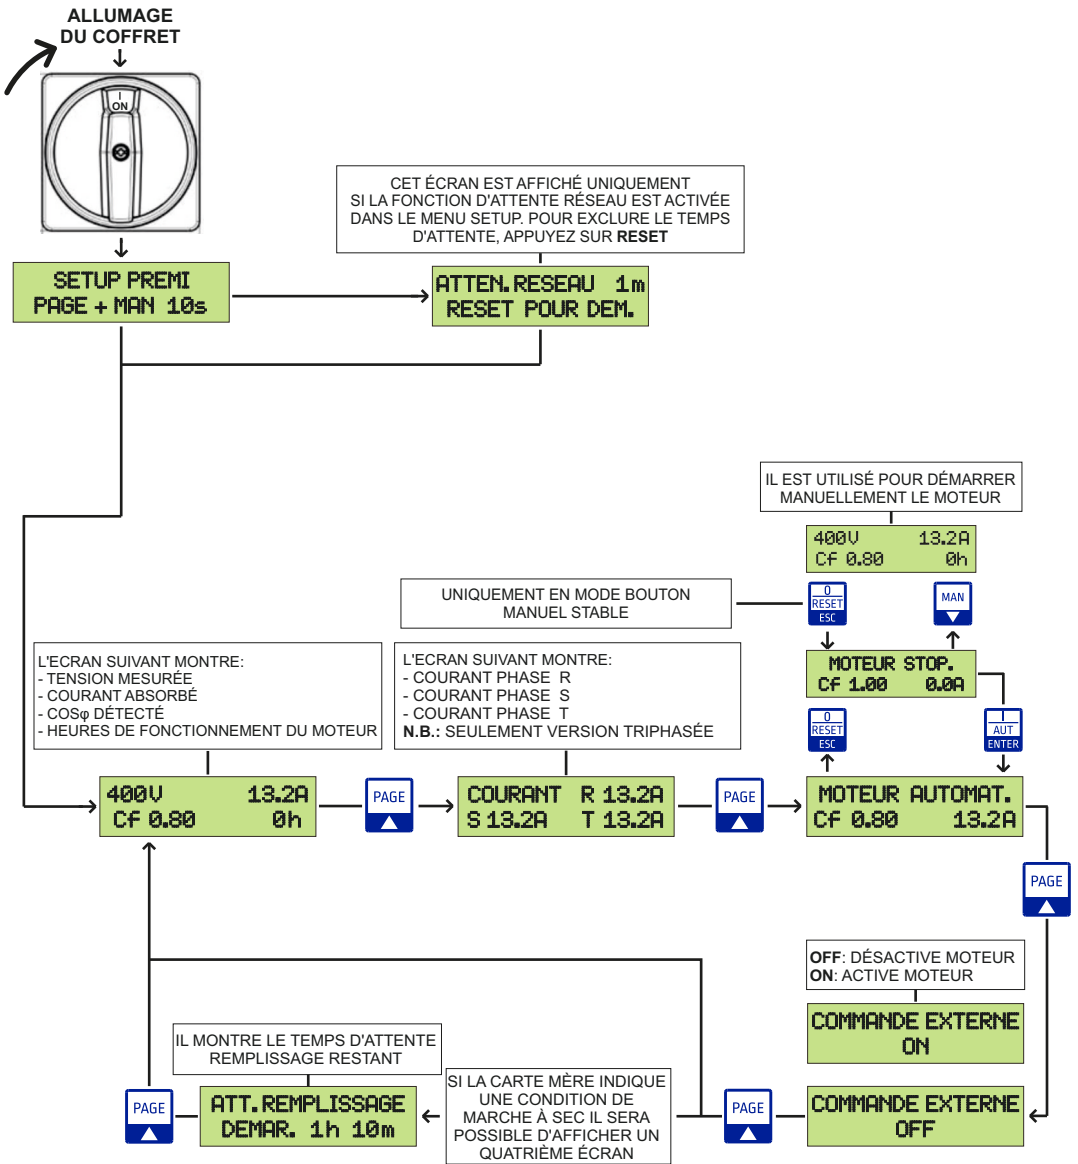 ALLUMAGE
DU COFFRET
I
ON
CET ÉCRAN EST AFFICHÉ UNIQUEMENT
SI LA FONCTION D'ATTENTE RÉSEAU EST ACTIVÉE
DANS LE MENU SETUP. POUR EXCLURE LE TEMPS
D'ATTENTE, APPUYEZ SUR RESET
SETUP PREMI
PAGE + MAN 10s
ATTEN.RESEAU 1m
RESET POUR DEM.
IL EST UTILISÉ POUR DÉMARRER
MANUELLEMENT LE MOTEUR
400V 13.2A
Cf 0.80 0h
UNIQUEMENT EN MODE BOUTON
MANUEL STABLE
0
RESET
ESC
MAN
MOTEUR STOP.
Cf 1.00 0.0A
0
RESET
ESC
I
AUT
ENTER
L'ECRAN SUIVANT MONTRE:
- TENSION MESURÉE
- COURANT ABSORBÉ
- COSφ DÉTECTÉ
- HEURES DE FONCTIONNEMENT DU MOTEUR
L'ECRAN SUIVANT MONTRE:
- COURANT PHASE R
- COURANT PHASE S
- COURANT PHASE T
N.B.: SEULEMENT VERSION TRIPHASÉE
400V 13.2A
Cf 0.80 0h
PAGE
COURANT R 13.2A
S 13.2A T 13.2A
PAGE
MOTEUR AUTOMAT.
Cf 0.80 13.2A
PAGE
OFF: DÉSACTIVE MOTEUR
ON: ACTIVE MOTEUR
COMMANDE EXTERNE
ON
COMMANDE EXTERNE
OFF
PAGE
SI LA CARTE MÈRE INDIQUE
UNE CONDITION DE
MARCHE À SEC IL SERA
POSSIBLE D'AFFICHER UN
QUATRIÈME ÉCRAN
IL MONTRE LE TEMPS D'ATTENTE
REMPLISSAGE RESTANT
ATT.REMPLISSAGE
DEMAR. 1h 10m
PAGE